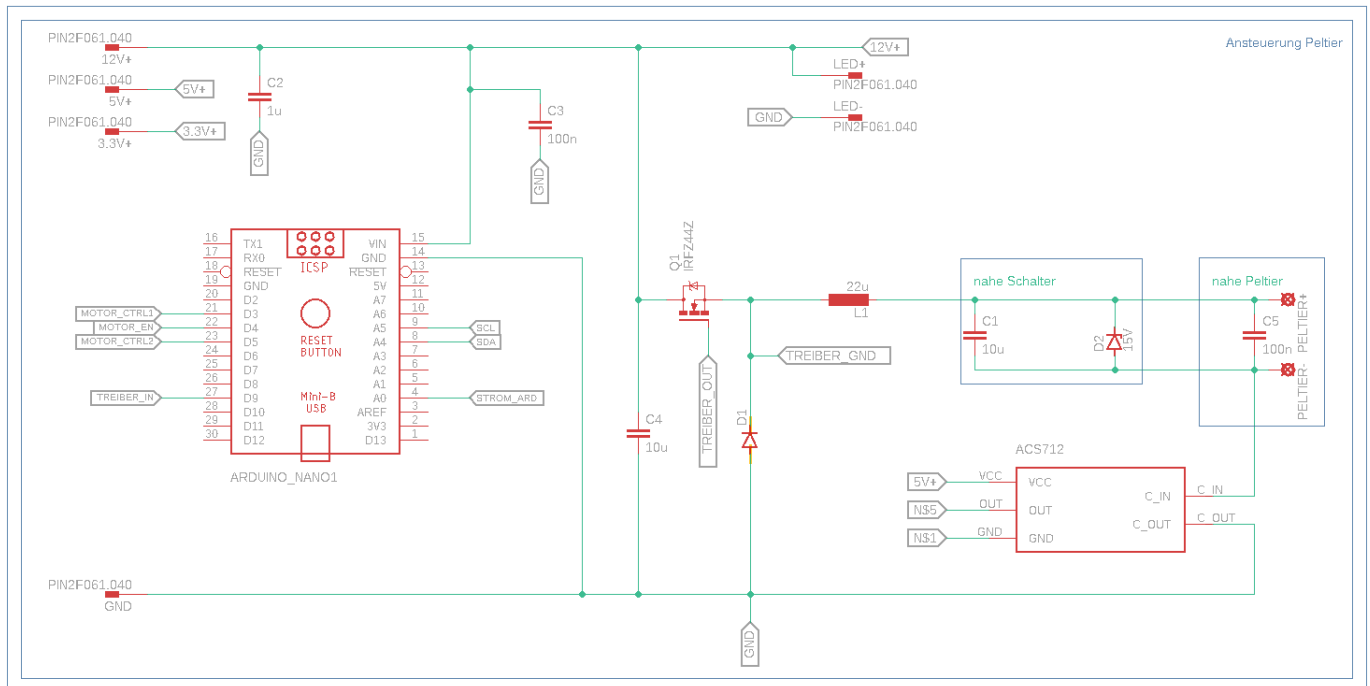 Ansteuerung Peltier
PIN2F061.040
12V+
PIN2F061.040
5V+
5V+
PIN2F061.040
3.3V+
3.3V+
C2
1u
GND
C3
100n
GND
12V+
LED+
PIN2F061.040
LED-
GND
PIN2F061.040
16 TX1
17 RX0
18 RESET
19 GND
20 D2
21 D3
22 D4
23 D5
24 D6
25 D7
26 D8
27 D9
28 D10
29 D11
30 D12
VIN 15
GND 14
RESET 13
5V 12
A7 11
A6 10
A5 9
A4 8
A3 7
A2 6
A1 5
A0 4
AREF 3
3V3 2
D13 1
ICSP
RESET
BUTTON
Mini-B
USB
ARDUINO_NANO1
MOTOR_CTRL1
MOTOR_EN
MOTOR_CTRL2
TREIBER_IN
SCL
SDA
STROM_ARD
Q1
IRFZ44Z
TREIBER_OUT
C4
10u
D1
TREIBER_GND
22u
L1
nahe Schalter
C1
10u
D2
15V
nahe Peltier
C5
100n
PELTIER+
PELTIER-
ACS712
5V+ VCC VCC
N$5 OUT OUT
N$1 GND GND
C_IN C_IN
C_OUT C_OUT
PIN2F061.040
GND
GND